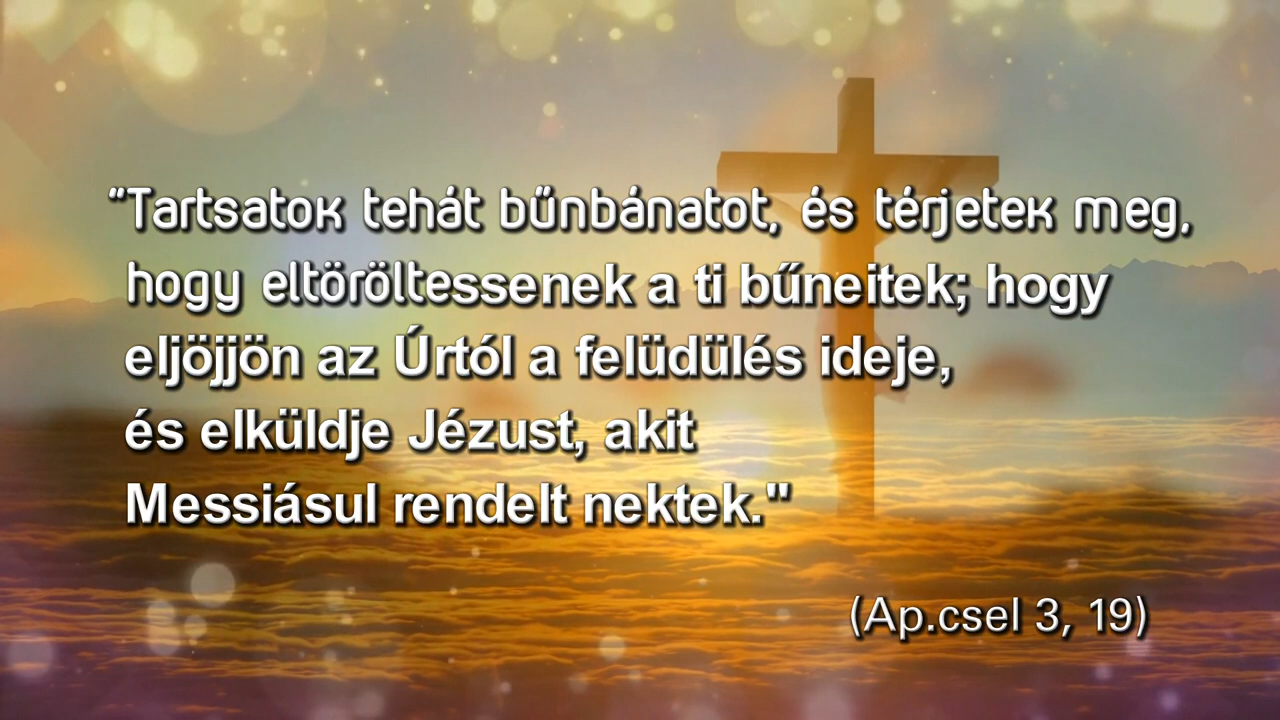 “Tartsatok tehát bűnbánatot, és térjetek meg,
hogy eltöröltessenek a ti bűneitek; hogy
eljöjjön az Úrtól a felüdülés ideje,
és elküldje Jézust, akit
Messiásul rendelt nektek."
(Ap.csel 3, 19)